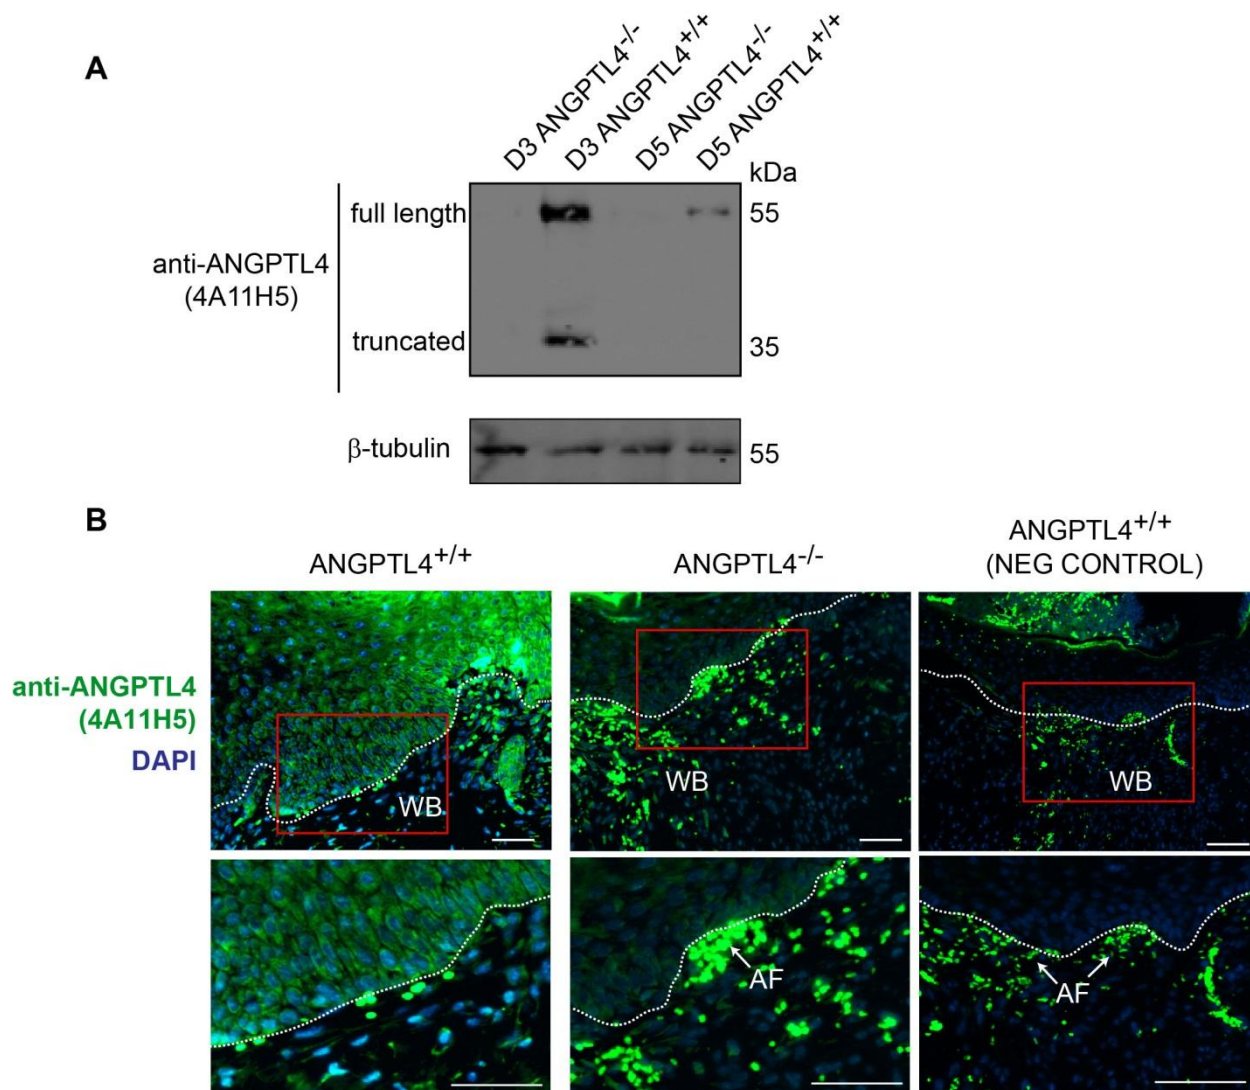 A
D3 ANGPTL4-/-
D3 ANGPTL4+/+
D5 ANGPTL4-/-
D5 ANGPTL4+/+
kDa
full length
55
anti-ANGPTL4
(4A11H5)
truncated
35
β-tubulin
55
B
ANGPTL4+/+
ANGPTL4-/-
ANGPTL4+/+
(NEG CONTROL)
anti-ANGPTL4
(4A11H5)
DAPI
WB
WB
WB
AF
AF